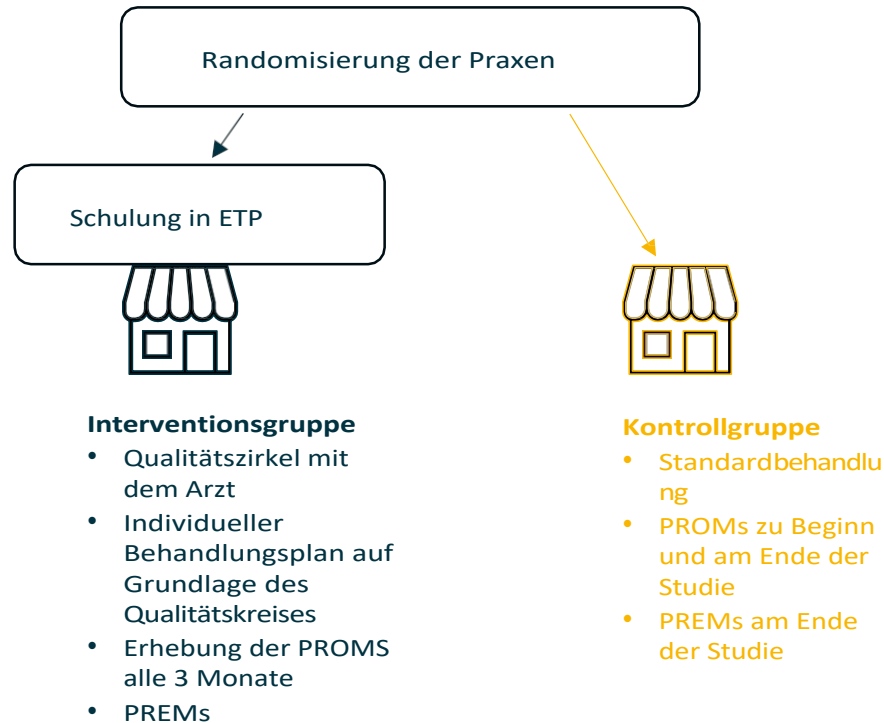 Randomisierung der Praxen
Schulung in ETP
Interventionsgruppe
• Qualitätszirkel mit
dem Arzt
• Individueller
Behandlungsplan auf
Grundlage des
Qualitätskreises
• Erhebung der PROMS
alle 3 Monate
• PREMs
Kontrollgruppe
• Standardbehandlu
ng
• PROMs zu Beginn
und am Ende der
Studie
• PREMs am Ende
der Studie